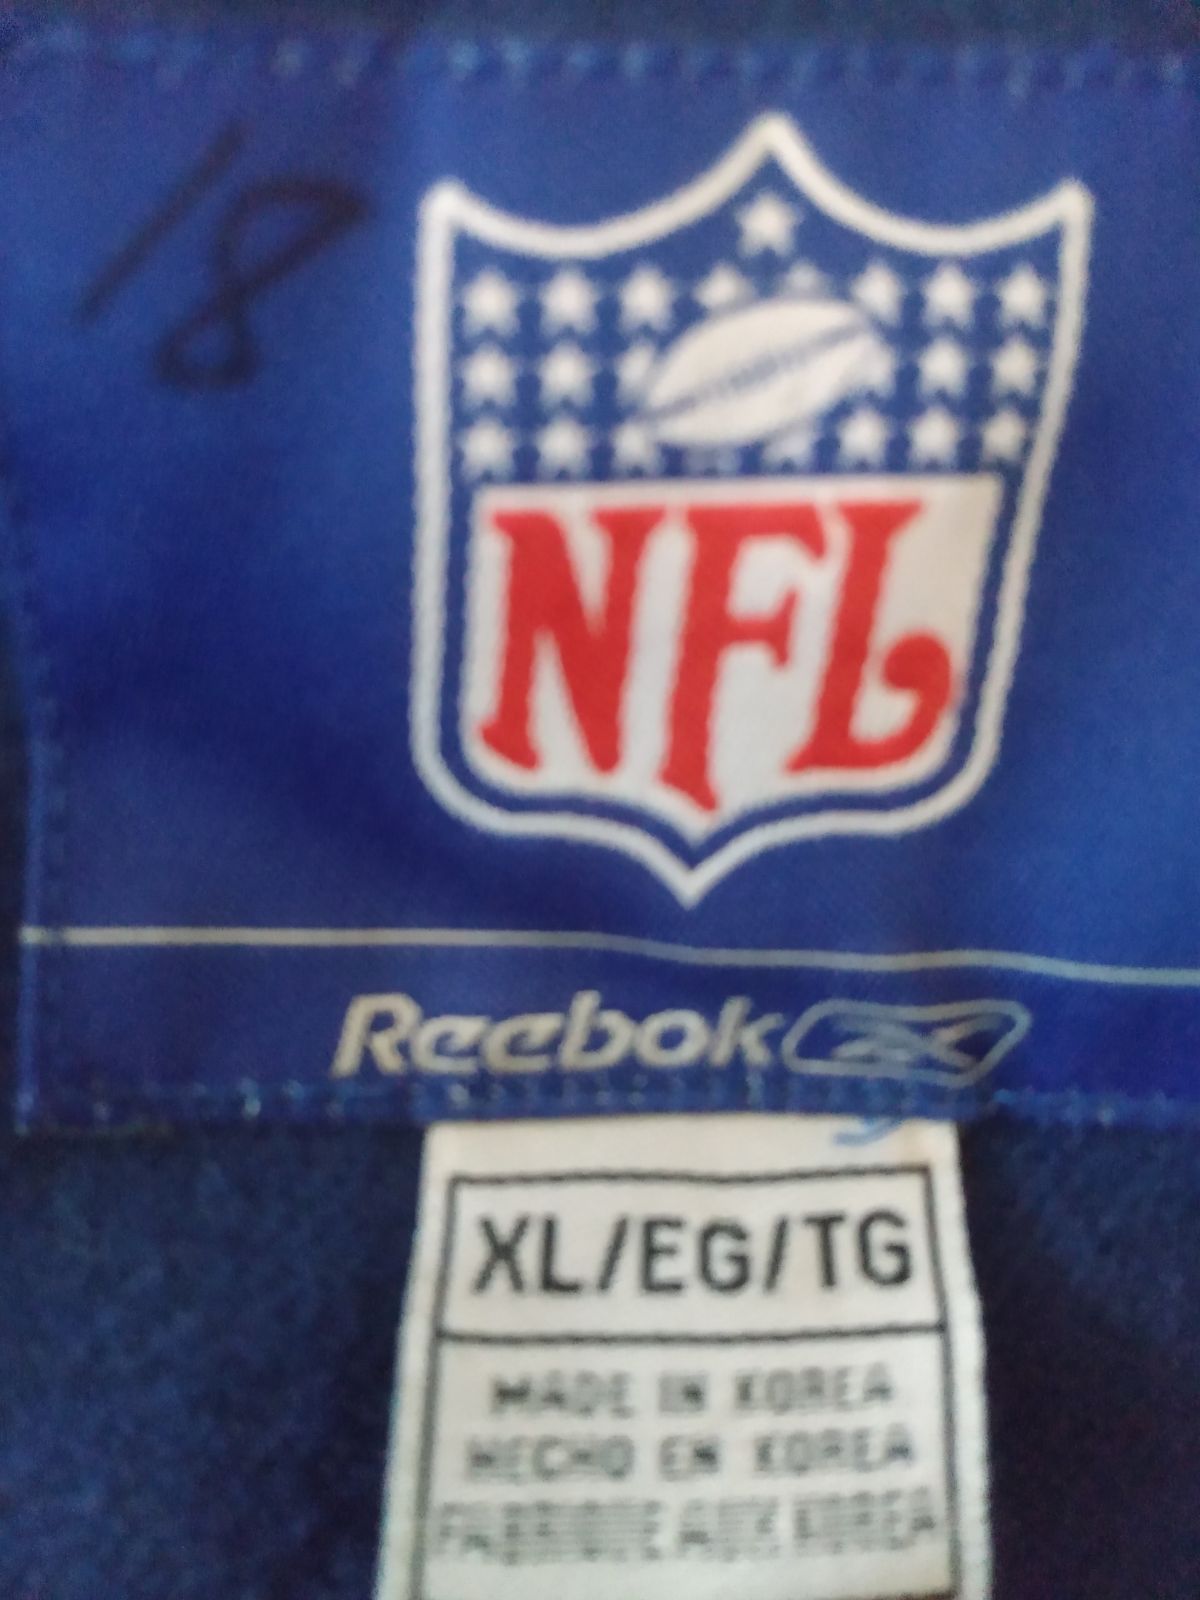 18
NFL
Reebok
XL/EG/TG
MADE IN KOREA
HECHO EN KOREA
FABRIQUE AUX KOREA